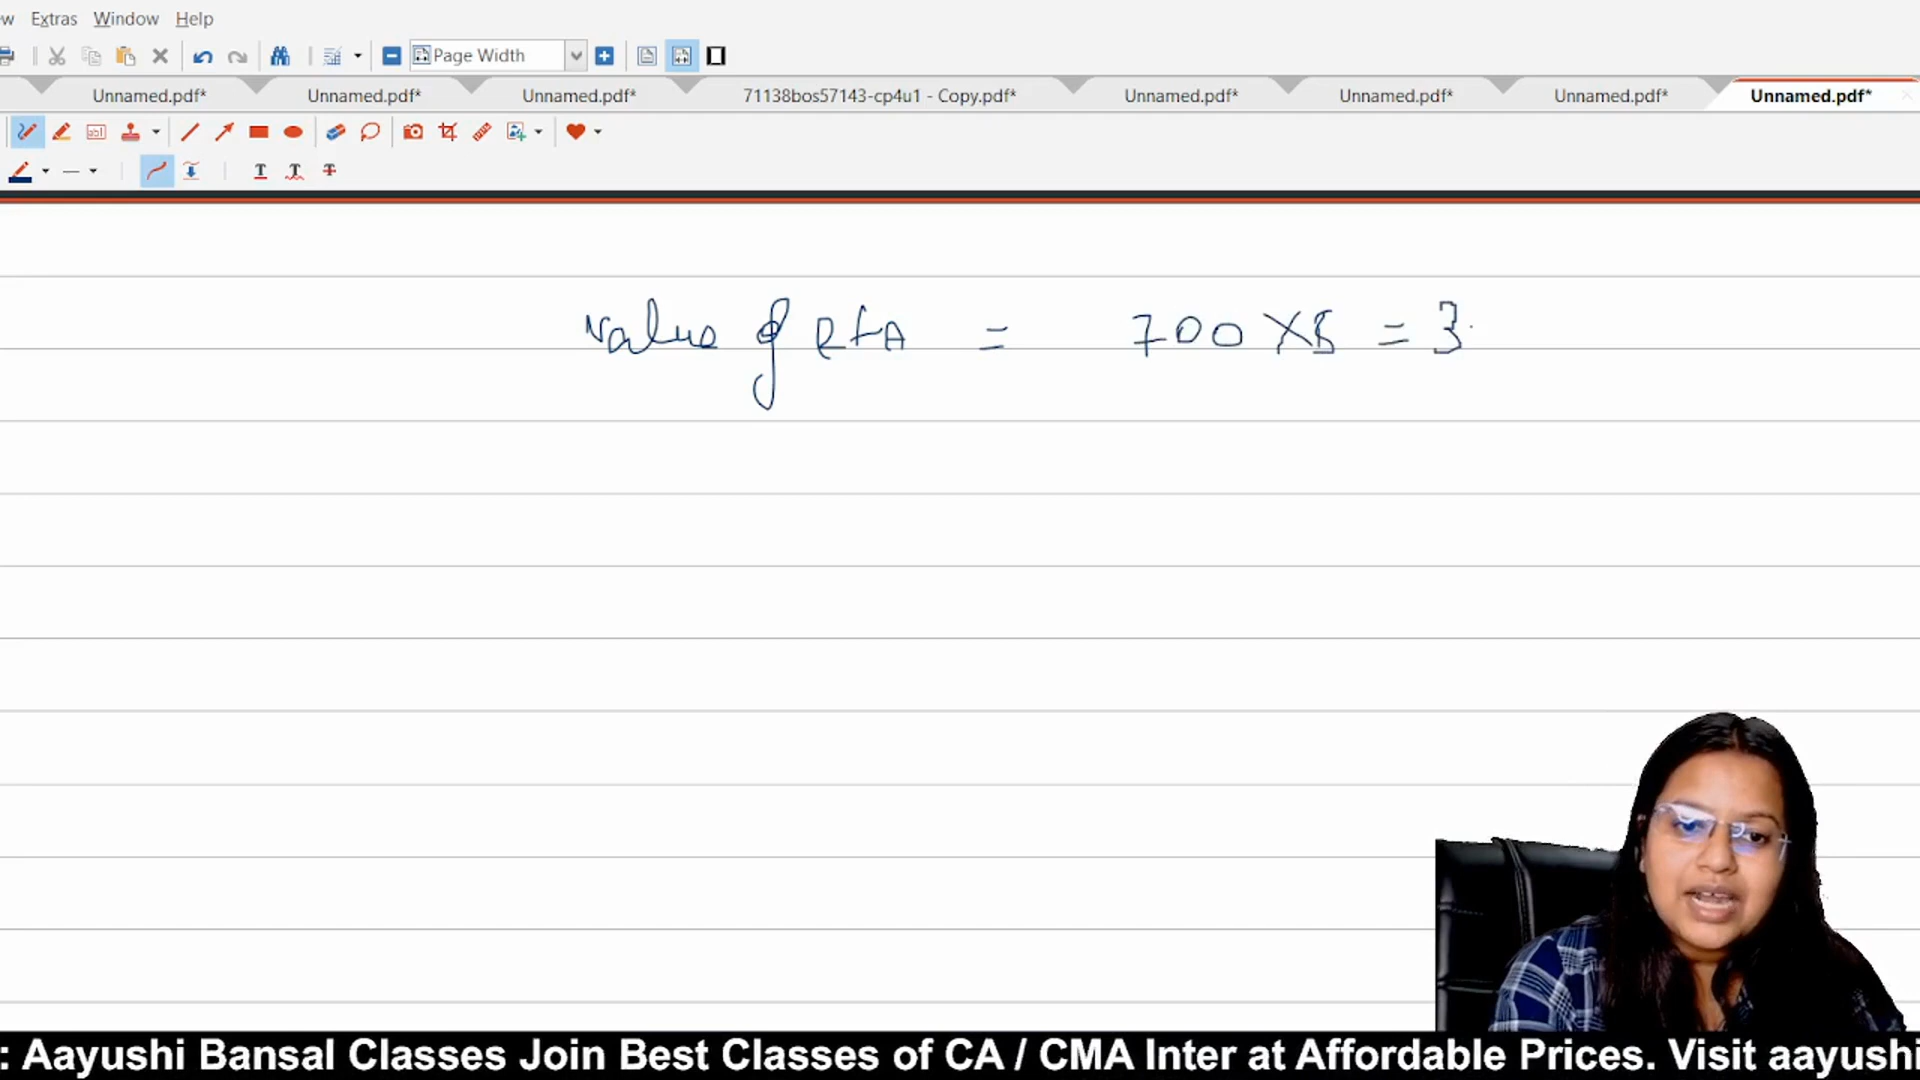 Extras Window Help
Page Width
Unnamed.pdf* Unnamed.pdf* Unnamed.pdf* 71138bos57143-cp4u1 - Copy.pdf* Unnamed.pdf* Unnamed.pdf* Unnamed.pdf* Unnamed.pdf*
T T T
value of RFA = 700 X 5 = 3
: Aayushi Bansal Classes Join Best Classes of CA / CMA Inter at Affordable Prices. Visit aayushi